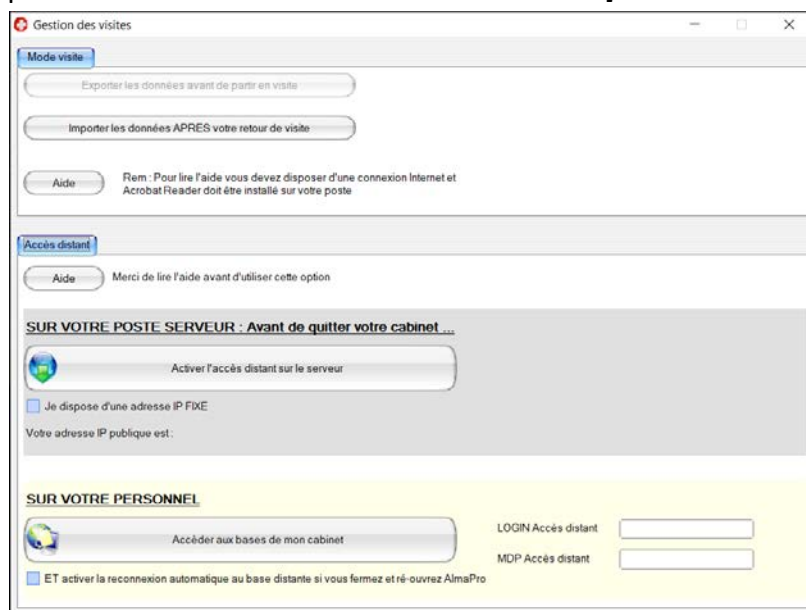 Gestion des visites
Mode visite
Exporter les données avant de partir en visite
Importer les données APRES votre retour de visite
Aide
Rem : Pour lire l'aide vous devez disposer d'une connexion Internet et
Acrobat Reader doit être installé sur votre poste
Accès distant
Aide
Merci de lire l'aide avant d'utiliser cette option
SUR VOTRE POSTE SERVEUR : Avant de quitter votre cabinet ...
Activer l'accès distant sur le serveur
Je dispose d'une adresse IP FIXE
Votre adresse IP publique est :
SUR VOTRE PERSONNEL
Accèder aux bases de mon cabinet
LOGIN Accès distant
MDP Accès distant
ET activer la reconnexion automatique au base distante si vous fermez et ré-ouvrez AlmaPro